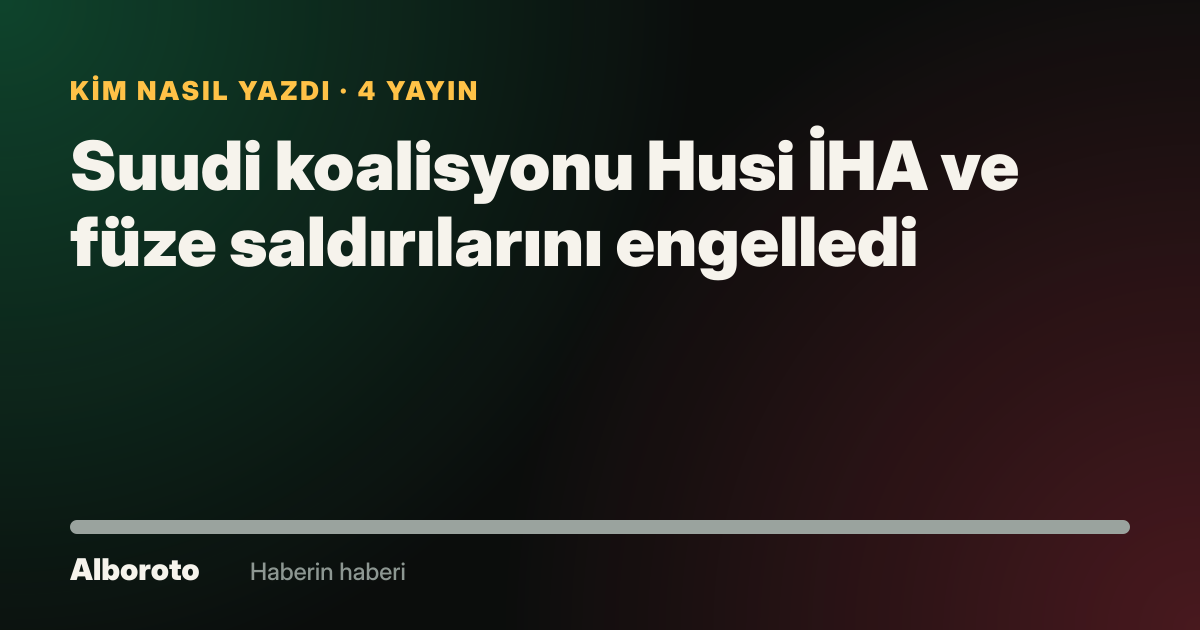 KİM NASIL YAZDI · 4 YAYIN
Suudi koalisyonu Husi İHA ve
füze saldırılarını engelledi
Alboroto
Haberin haberi